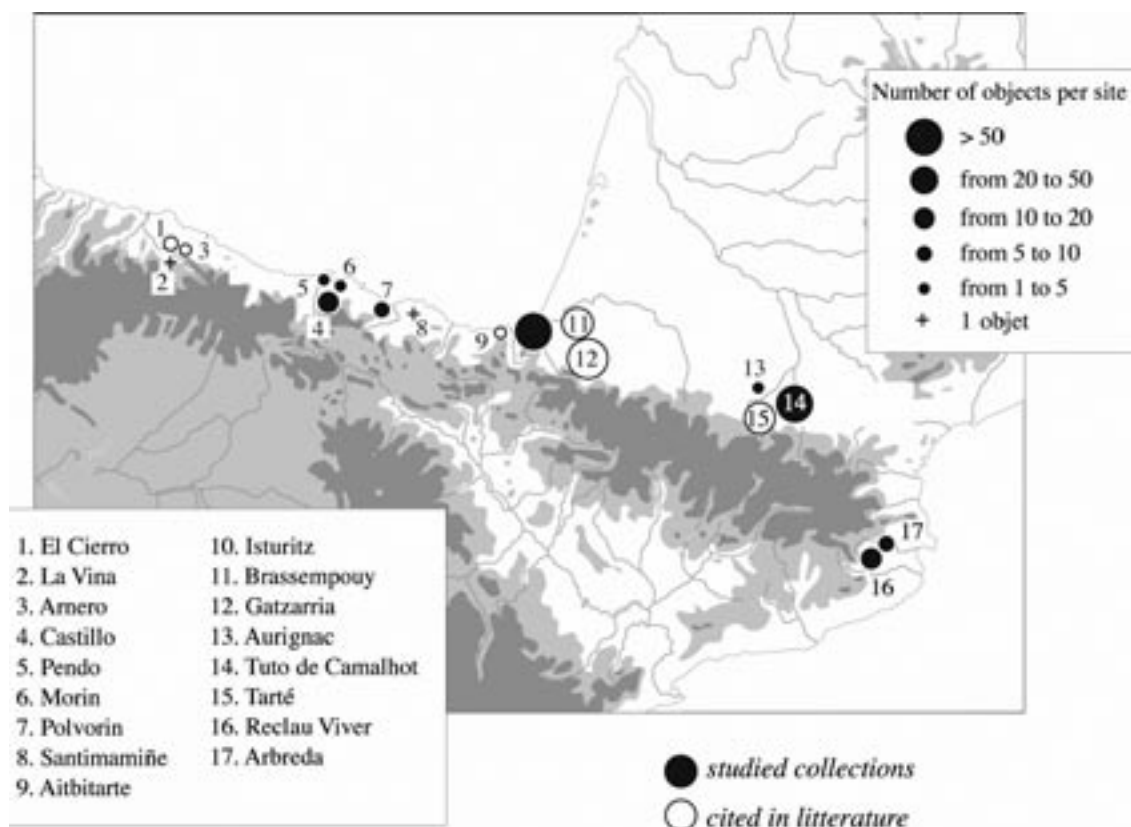 Number of objects per site
> 50
from 20 to 50
from 10 to 20
from 5 to 10
from 1 to 5
1 objet
1
3
2
5
6
4
7
8
9
11
12
13
15
14
17
16
1. El Cierro
2. La Vina
3. Arnero
4. Castillo
5. Pendo
6. Morin
7. Polvorin
8. Santimamiñe
9. Aitbitarte
10. Isturitz
11. Brassempouy
12. Gatzarria
13. Aurignac
14. Tuto de Camalhot
15. Tarté
16. Reclau Viver
17. Arbreda
studied collections
cited in litterature